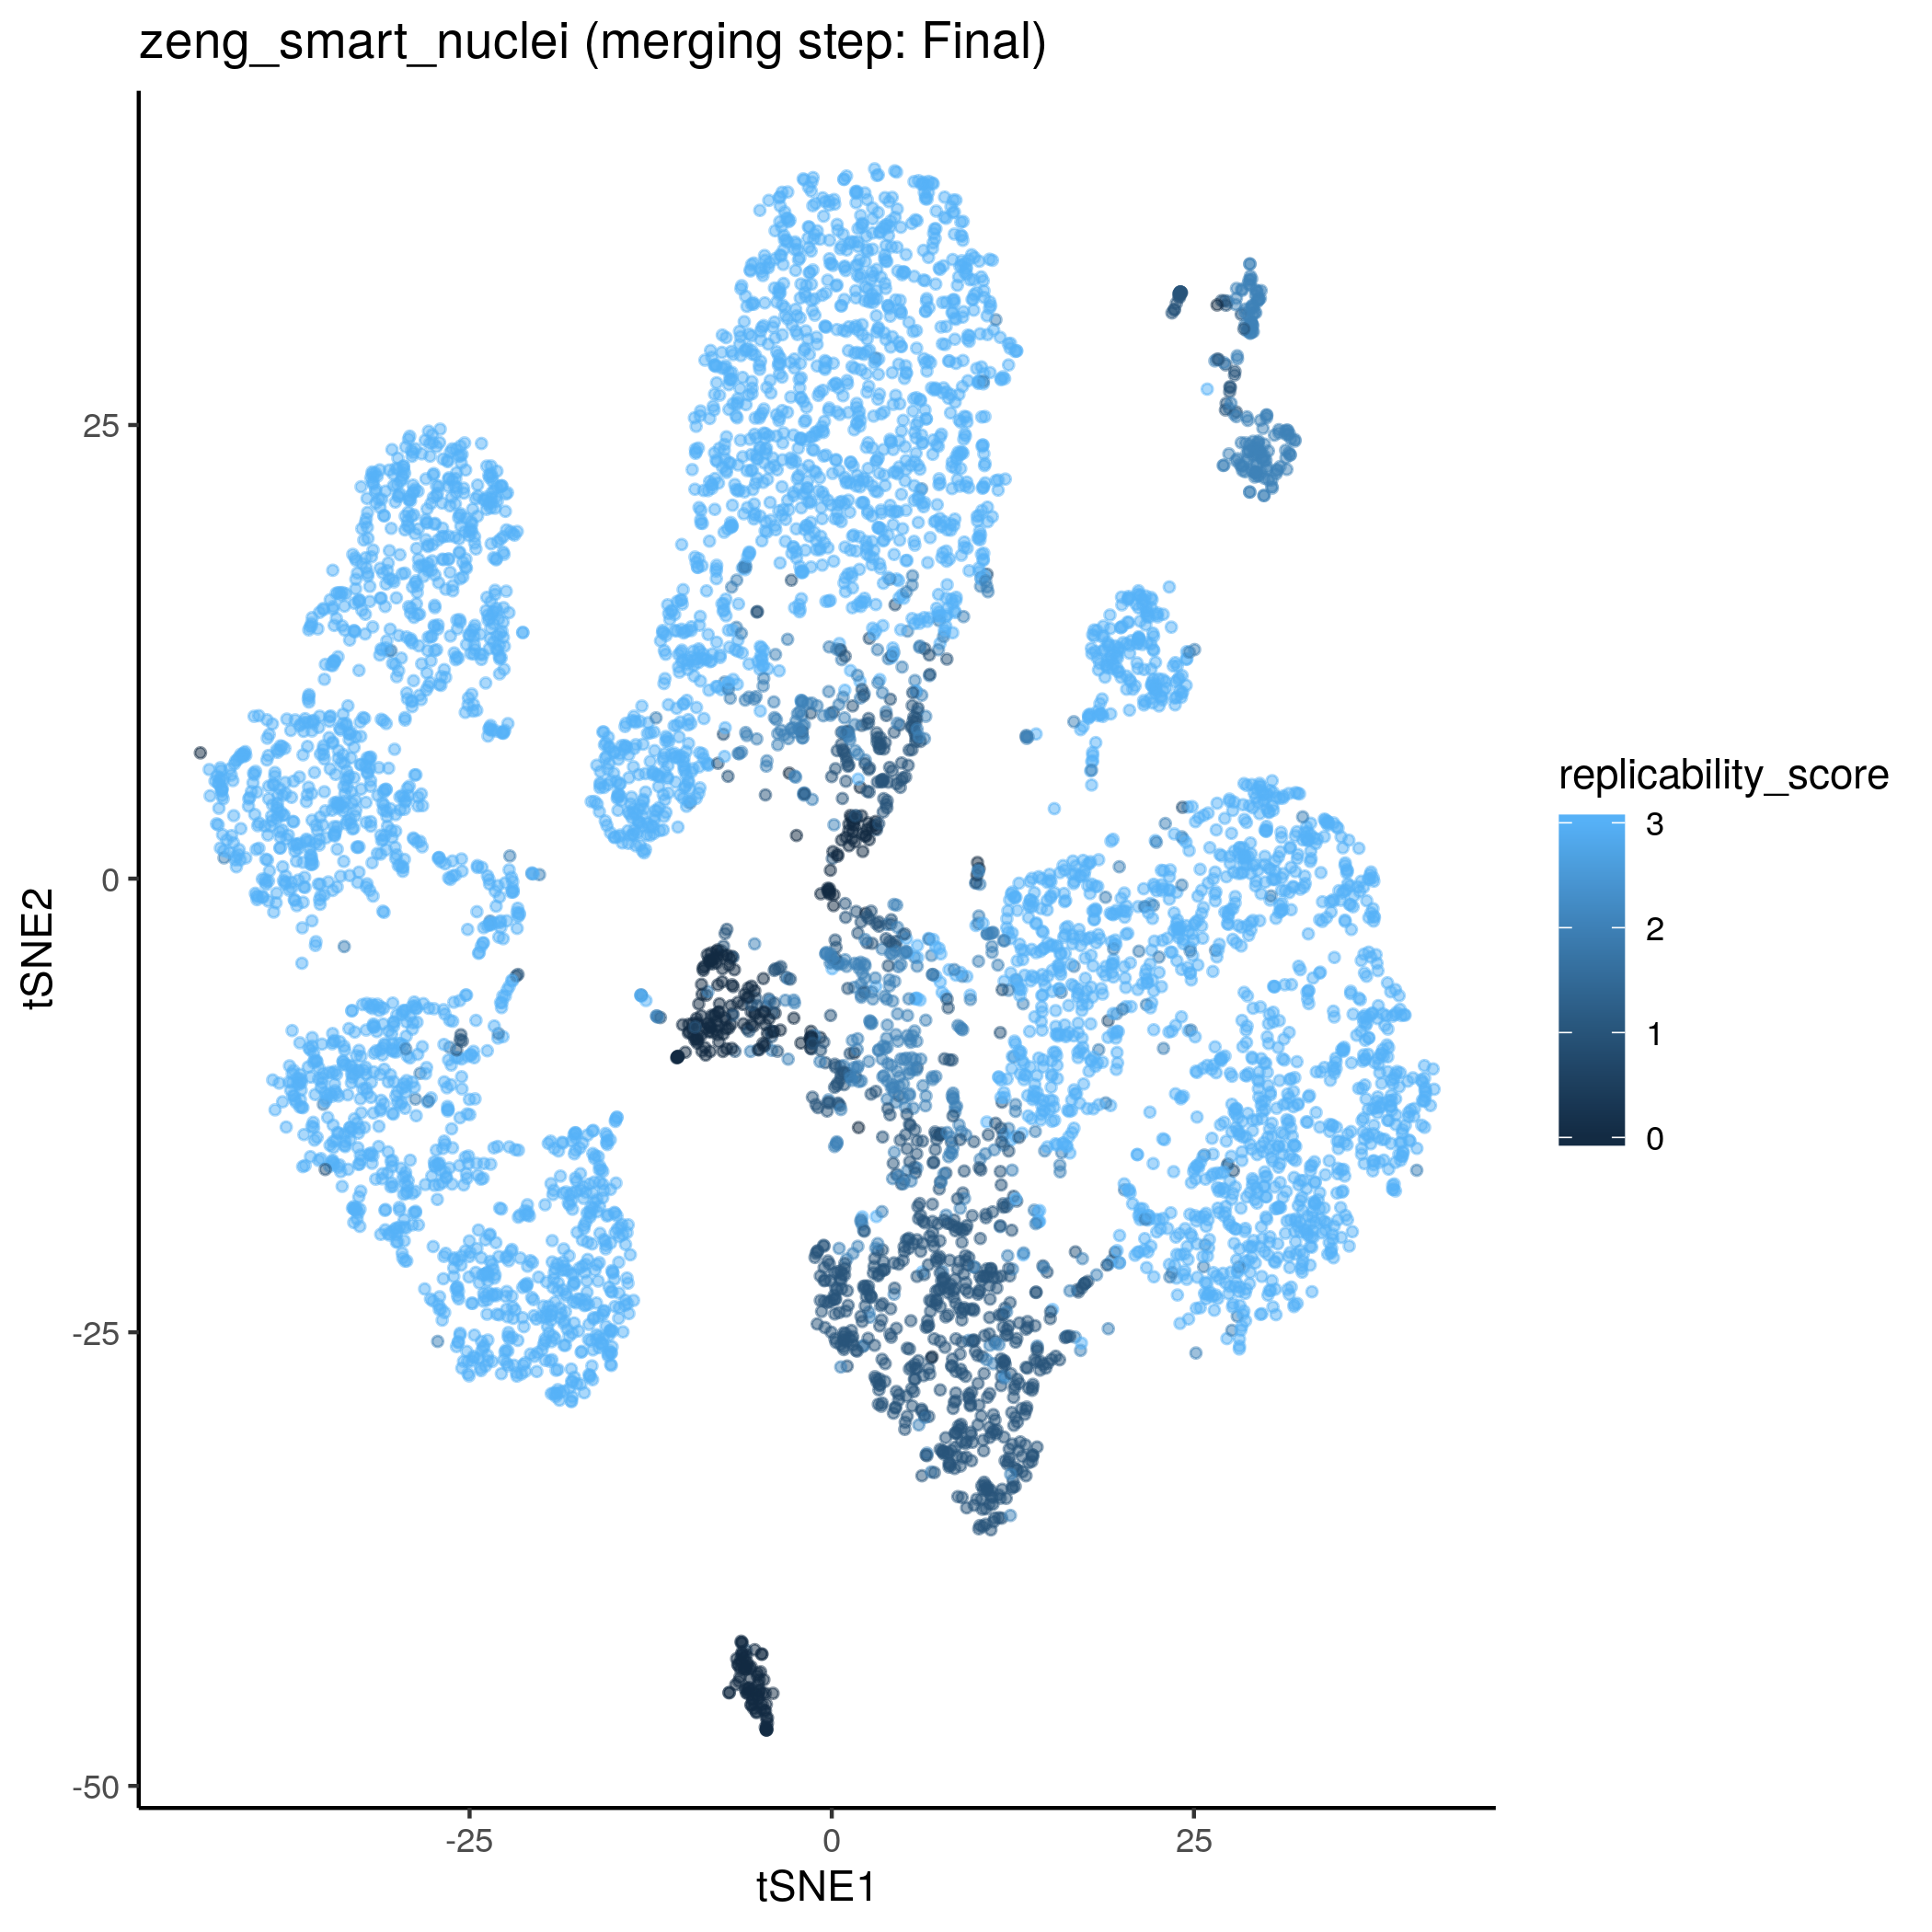 zeng_smart_nuclei (merging step: Final)
25
0
-25
-50
tSNE2
-25
0
25
tSNE1
replicability_score
3
2
1
0